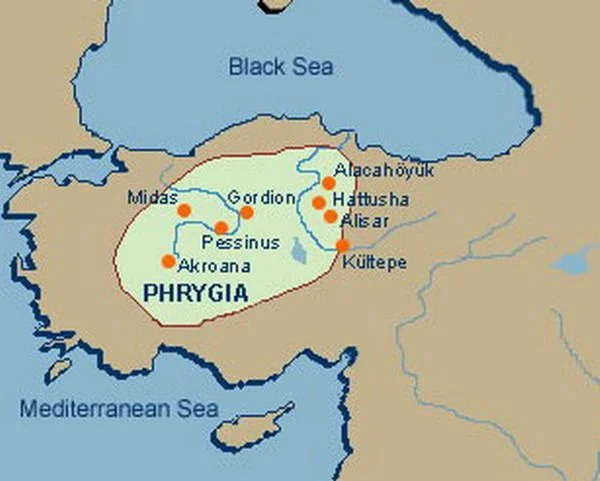 Black Sea
Alacahöyük
Midas
Gordion
Hattusha
Alisar
Pessinus
Akroana
Kültepe
PHRYGIA
Mediterranean Sea